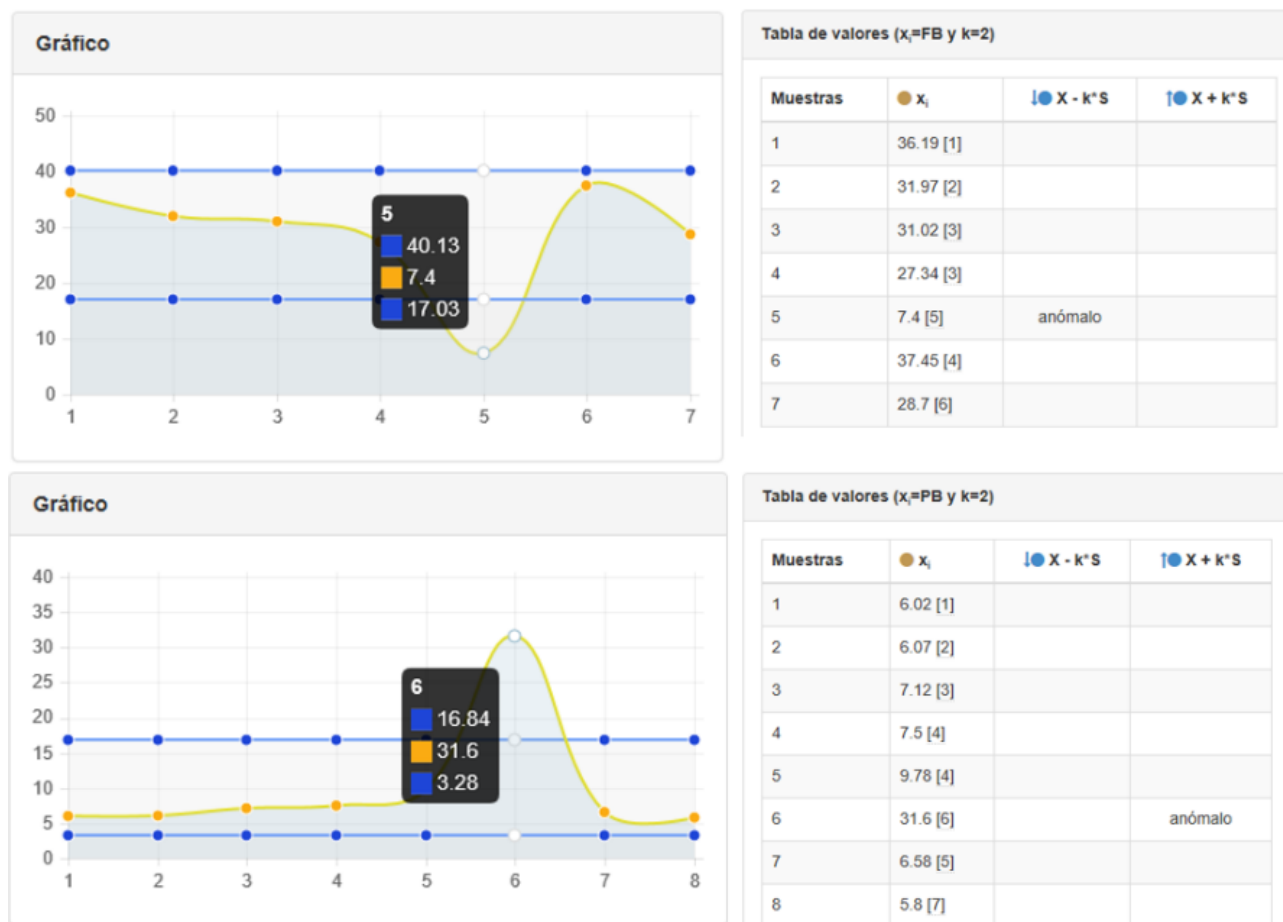 Gráfico
50
40
30
20
10
0
1 2 3 4 5 6 7
5
40.13
7.4
17.03
Tabla de valores (xᵢ=FB y k=2)
Muestras xᵢ X - k*S X + k*S
1 36.19 [1]
2 31.97 [2]
3 31.02 [3]
4 27.34 [3]
5 7.4 [5] anómalo
6 37.45 [4]
7 28.7 [6]
Gráfico
40
35
30
25
20
15
10
5
0
1 2 3 4 5 6 7 8
6
16.84
31.6
3.28
Tabla de valores (xᵢ=PB y k=2)
Muestras xᵢ X - k*S X + k*S
1 6.02 [1]
2 6.07 [2]
3 7.12 [3]
4 7.5 [4]
5 9.78 [4]
6 31.6 [6] anómalo
7 6.58 [5]
8 5.8 [7]